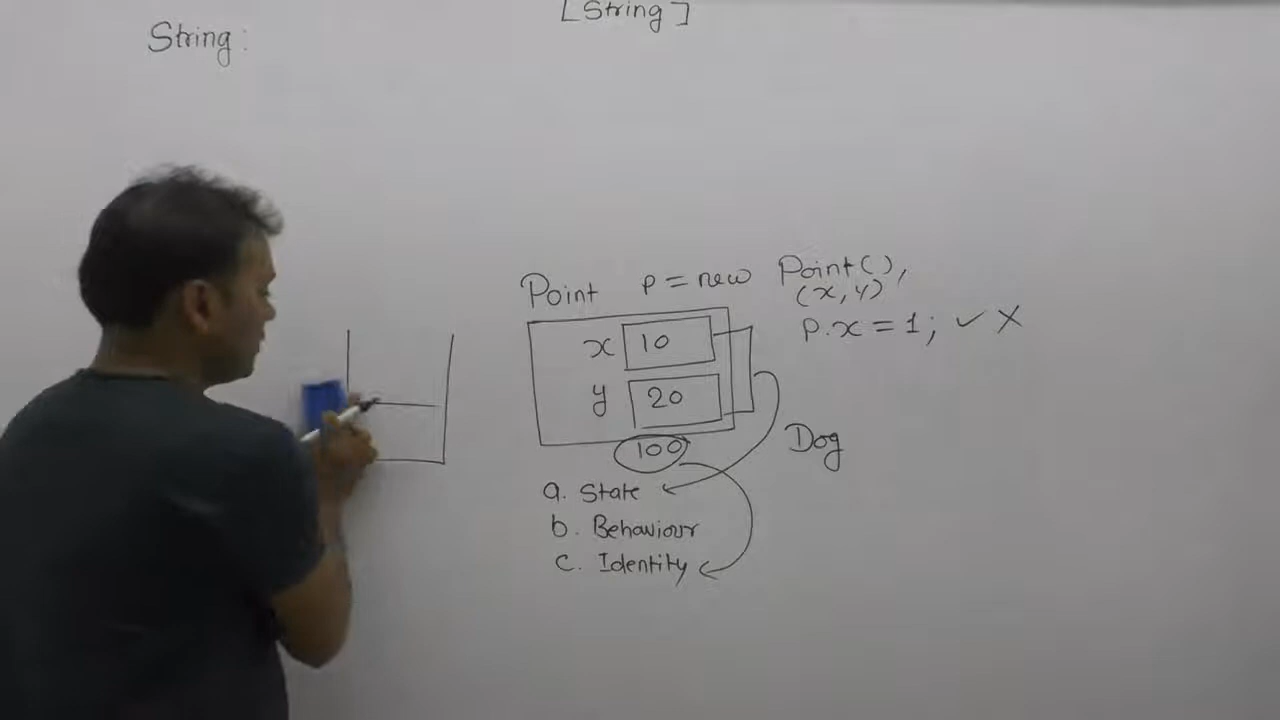 [String]
String:
Point p = new Point(),
(x, y)
p.x = 1; ✓ X
x 10
y 20
100
Dog
a. State
b. Behaviour
c. Identity